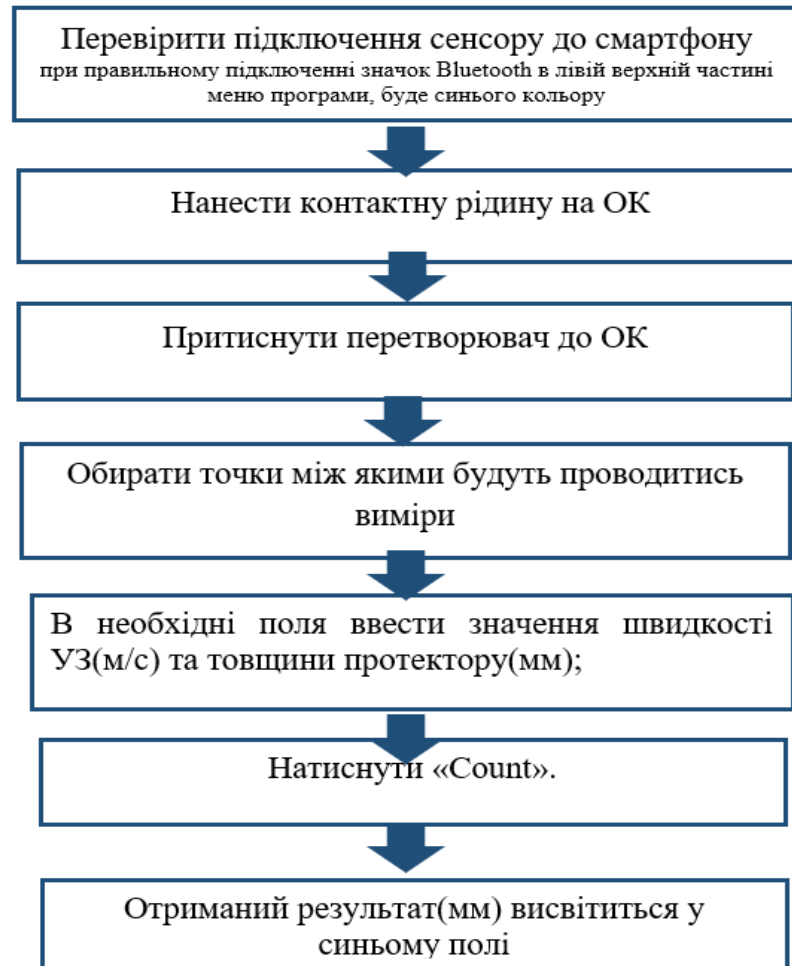 Перевірити підключення сенсору до смартфону
при правильному підключенні значок Bluetooth в лівій верхній частині
меню програми, буде синього кольору
Нанести контактну рідину на ОК
Притиснути перетворювач до ОК
Обирати точки між якими будуть проводитись
виміри
В необхідні поля ввести значення швидкості
УЗ(м/с) та товщини протектору(мм);
Натиснути «Count».
Отриманий результат(мм) висвітиться у
синьому полі